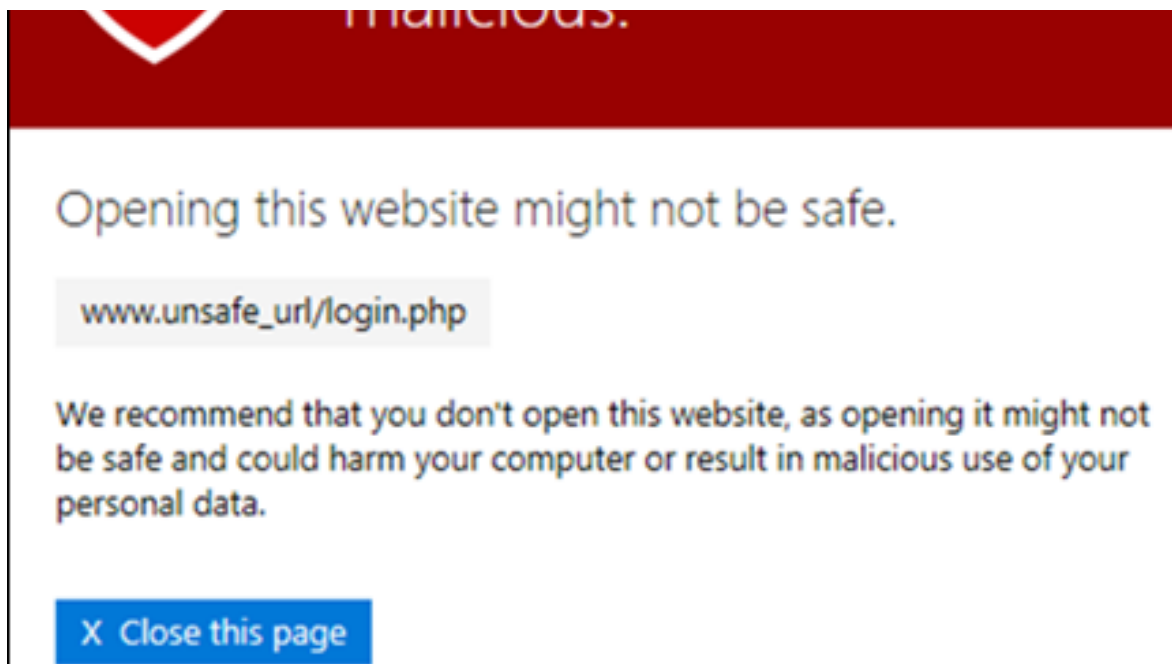 malicious.
Opening this website might not be safe.
www.unsafe_url/login.php
We recommend that you don't open this website, as opening it might not
be safe and could harm your computer or result in malicious use of your
personal data.
X Close this page